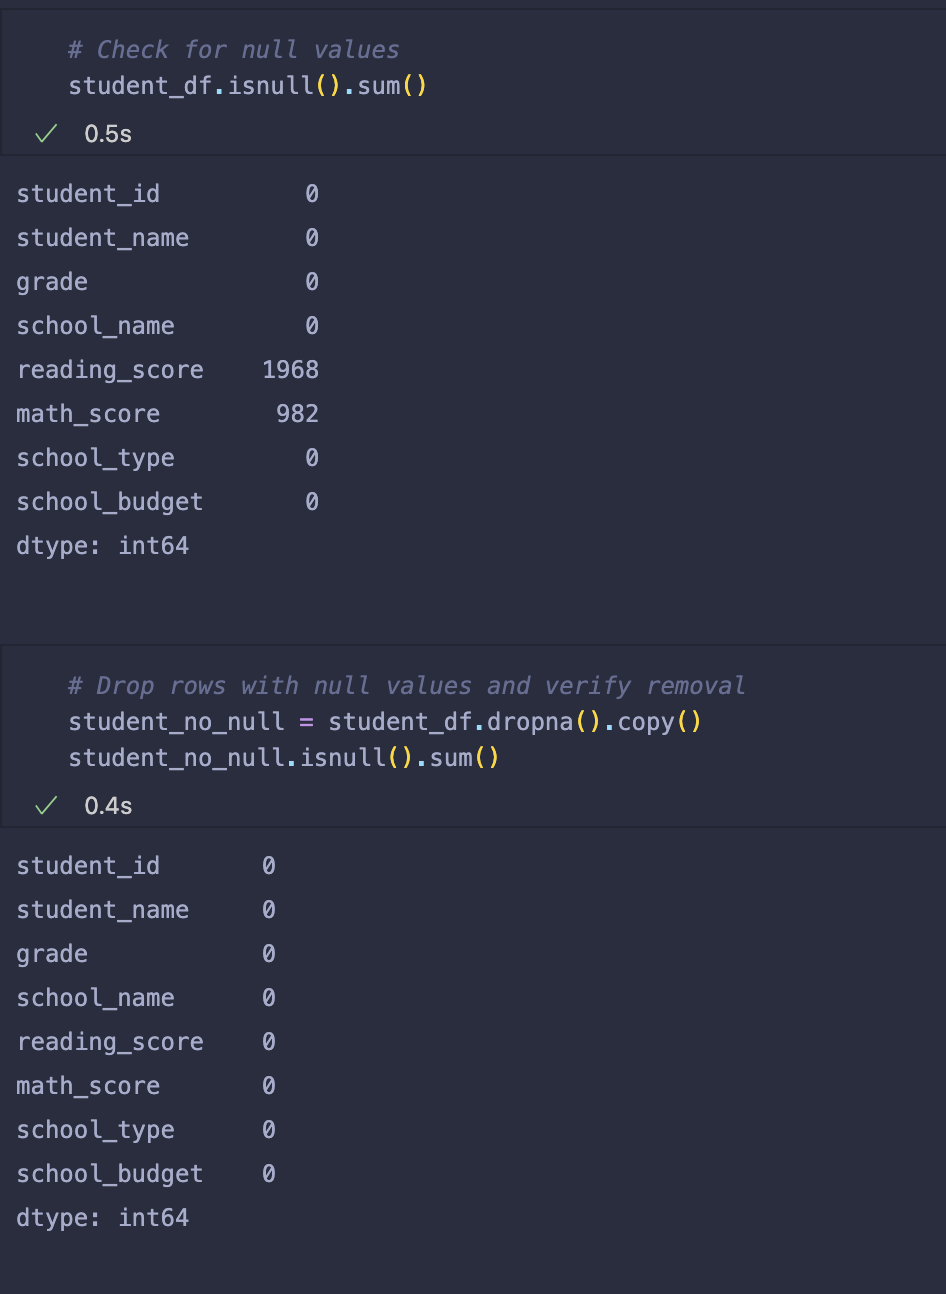 # Check for null values
student_df.isnull().sum()
✓ 0.5s
student_id 0
student_name 0
grade 0
school_name 0
reading_score 1968
math_score 982
school_type 0
school_budget 0
dtype: int64
# Drop rows with null values and verify removal
student_no_null = student_df.dropna().copy()
student_no_null.isnull().sum()
✓ 0.4s
student_id 0
student_name 0
grade 0
school_name 0
reading_score 0
math_score 0
school_type 0
school_budget 0
dtype: int64